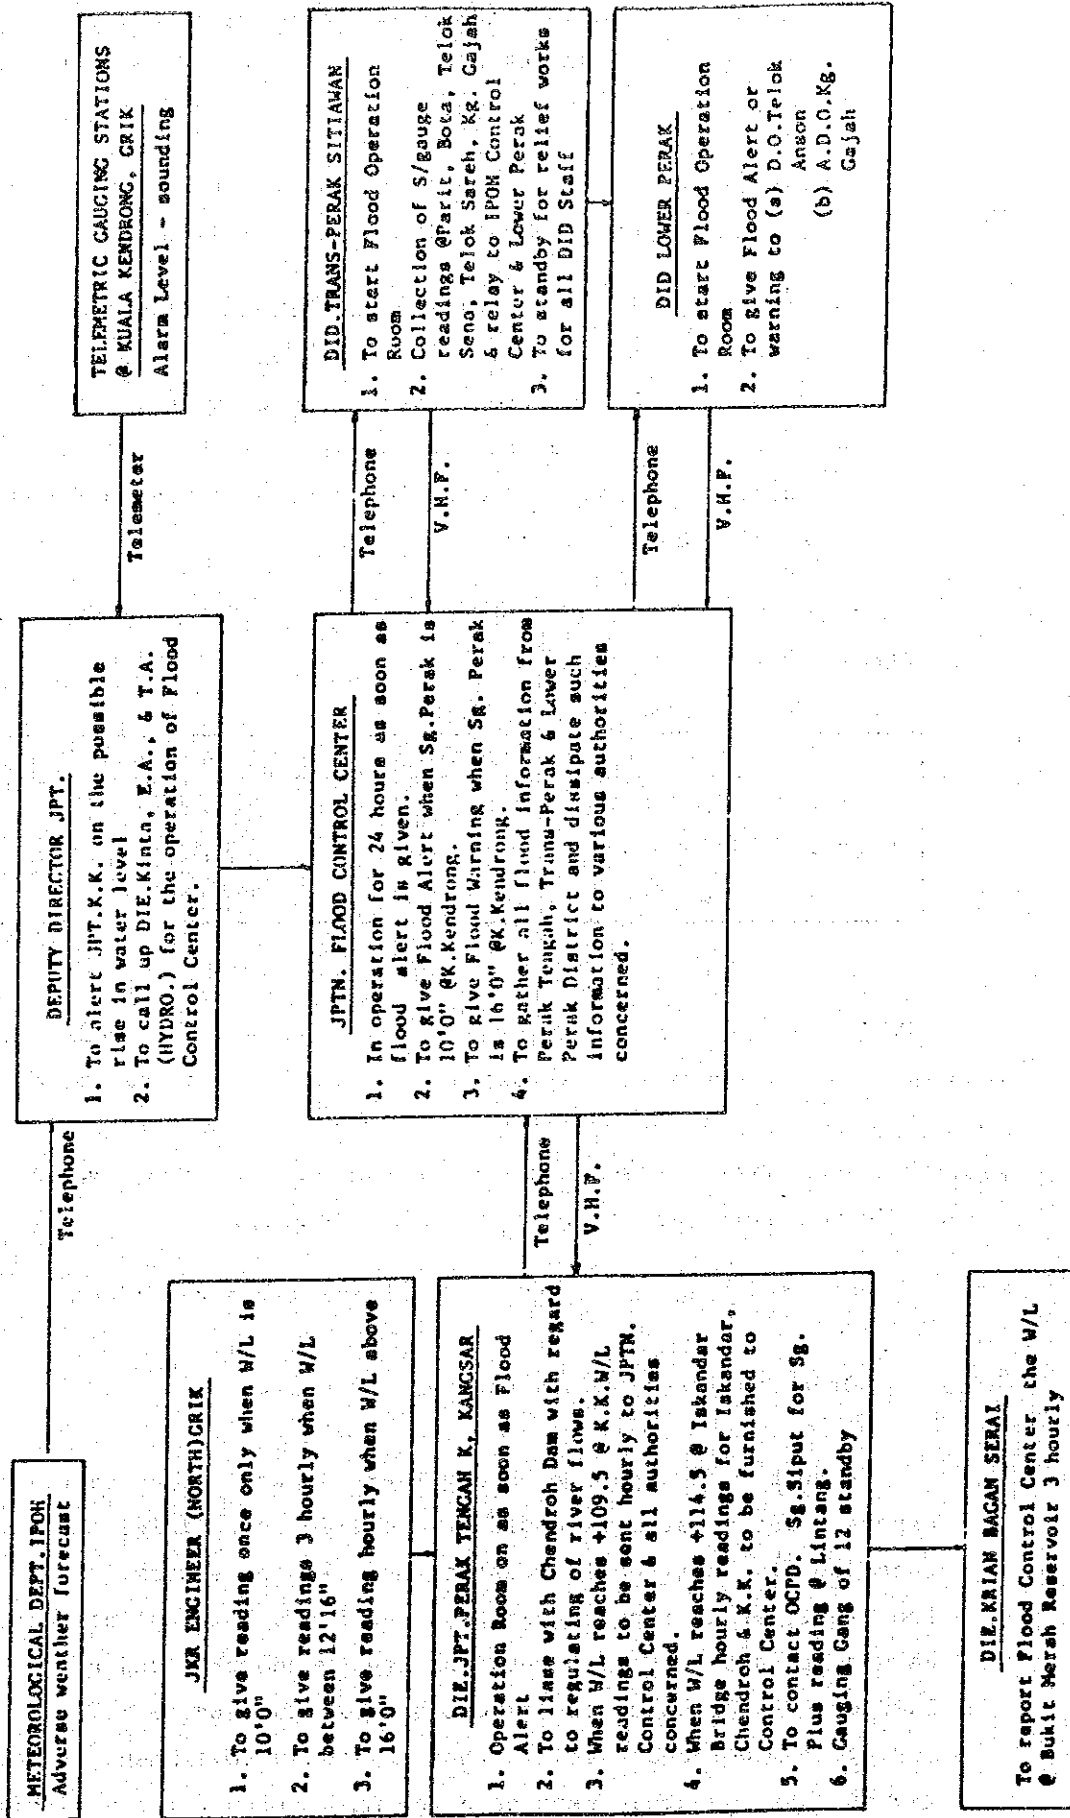 METEOROLOGICAL DEPT.IPOH
Adverse weather forecast
Telephone
DEPUTY DIRECTOR JPT.
1. To alert JPT.K.K. on the possible
rise in water level
2. To call up DIE.Kinta, E.A., & T.A.
(HYDRO.) for the operation of Flood
Control Center.
Telemeter
TELEMETRIC GAUGING STATIONS
@ KUALA KENDRONG, GRIK
Alarm Level - sounding
JKR ENGINEER (NORTH)GRIK
1. To give reading once only when W/L is
10'0"
2. To give readings 3 hourly when W/L
between 12'16"
3. To give reading hourly when W/L above
16'0"
DIE.JPT.PERAK TENGAH K. KANGSAR
1. Operation Room on as soon as Flood
Alert
2. To liase with Chendroh Dam with regard
to regulating of river flows.
3. When W/L reaches +109.5 @ K.K.W/L
readings to be sent hourly to JPTN.
Control Center & all authorities
concurned.
4. When W/L reaches +114.5 @ Iskandar
Bridge hourly readings for Iskandar,
Chendroh & K.K. to be furnished to
Control Center.
5. To contact OCPD. Sg.Siput for Sg.
Plus reading @ Lintang.
6. Gauging Gang of 12 standby
Telephone
V.H.F.
JPTN. FLOOD CONTROL CENTER
1. In operation for 24 hours as soon as
flood alert is given.
2. To give Flood Alert when Sg.Perak is
10'0" @K.Kendrong.
3. To give Flood Warning when Sg. Perak
is 16'0" @K.Kendrong.
4. To gather all flood information from
Perak Tengah, Trans-Perak & Lower
Perak District and dissipate such
information to various authorities
concerned.
Telephone
V.H.F.
DID.TRANS-PERAK SITIAWAN
1. To start Flood Operation
Room
2. Collection of S/gauge
readings @Parit, Bota, Telok
Sena, Telok Sareh, Kg. Gajah
& relay to IPOH Control
Center & Lower Perak
3. To standby for relief works
for all DID Staff
Telephone
V.H.F.
DID LOWER PERAK
1. To start Flood Operation
Room
2. To give Flood Alert or
warning to (a) D.O.Telok
Anson
(b) A.D.O.Kg.
Gajah
DIE.KRIAN BAGAN SERAI
To report Flood Control Center the W/L
@ Bukit Merah Reservoir 3 hourly